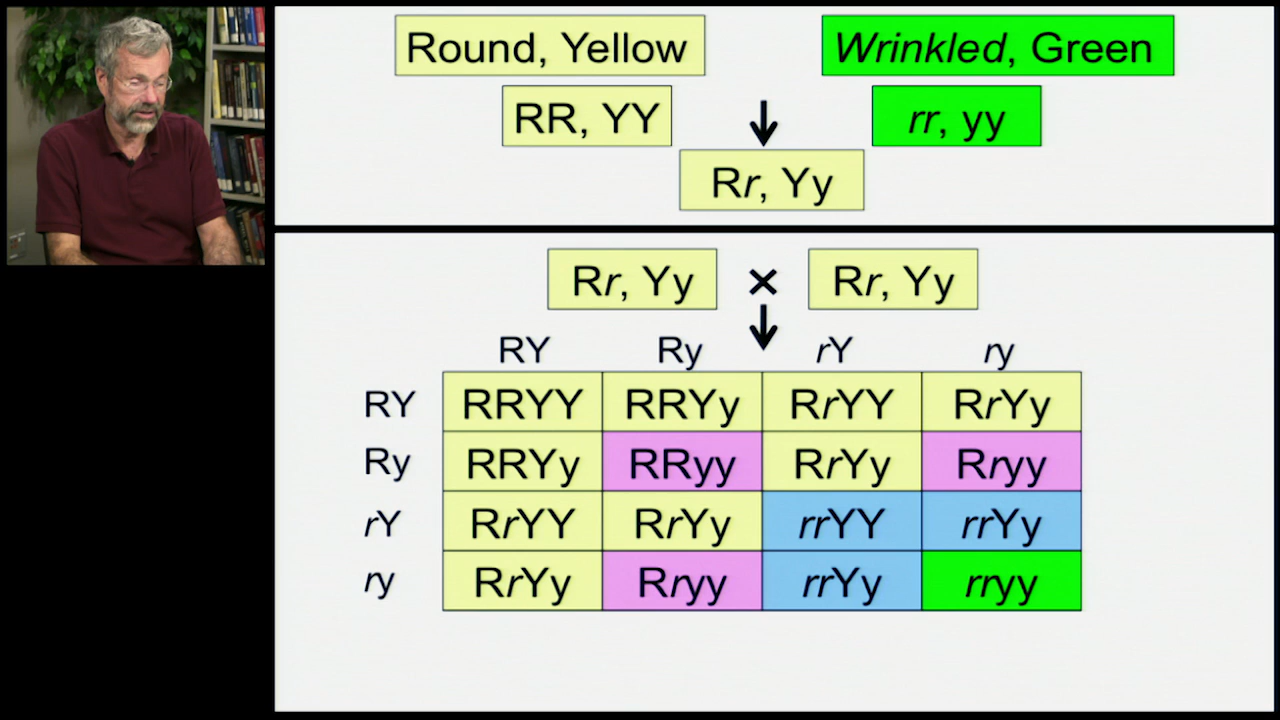 Round, Yellow Wrinkled, Green
RR, YY rr, yy
Rr, Yy
Rr, Yy × Rr, Yy
RY Ry rY ry
RY RRYY RRYy RrYY RrYy
Ry RRYy RRyy RrYy Rryy
rY RrYY RrYy rrYY rrYy
ry RrYy Rryy rrYy rryy